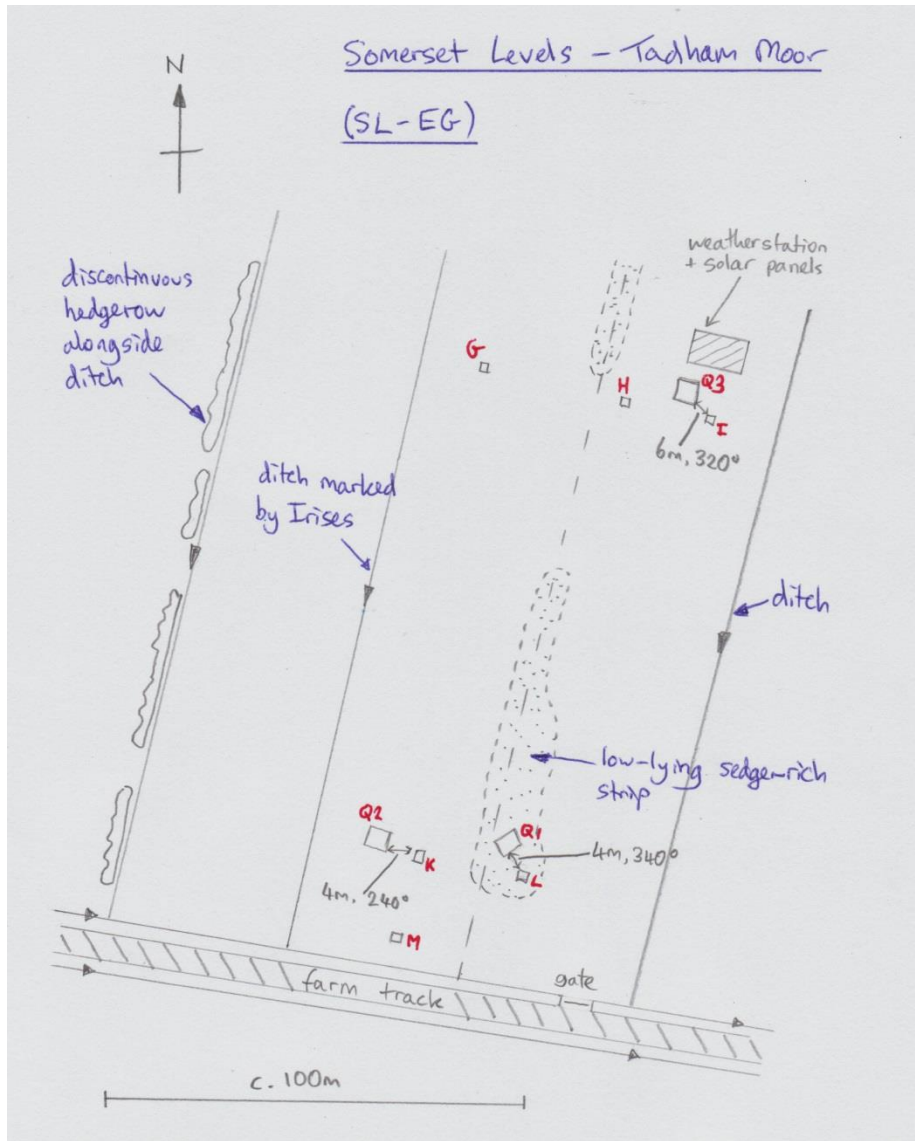 Somerset Levels - Tadham Moor
(SL-EG)
N
weatherstation
+ solar panels
discontinuous
hedgerow
alongside
ditch
G
H
Q3
I
6m, 320°
ditch marked
by Irises
ditch
low-lying sedge-rich
strip
Q2
K
4m, 240°
Q1
L
4m, 340°
M
farm track
gate
c. 100m